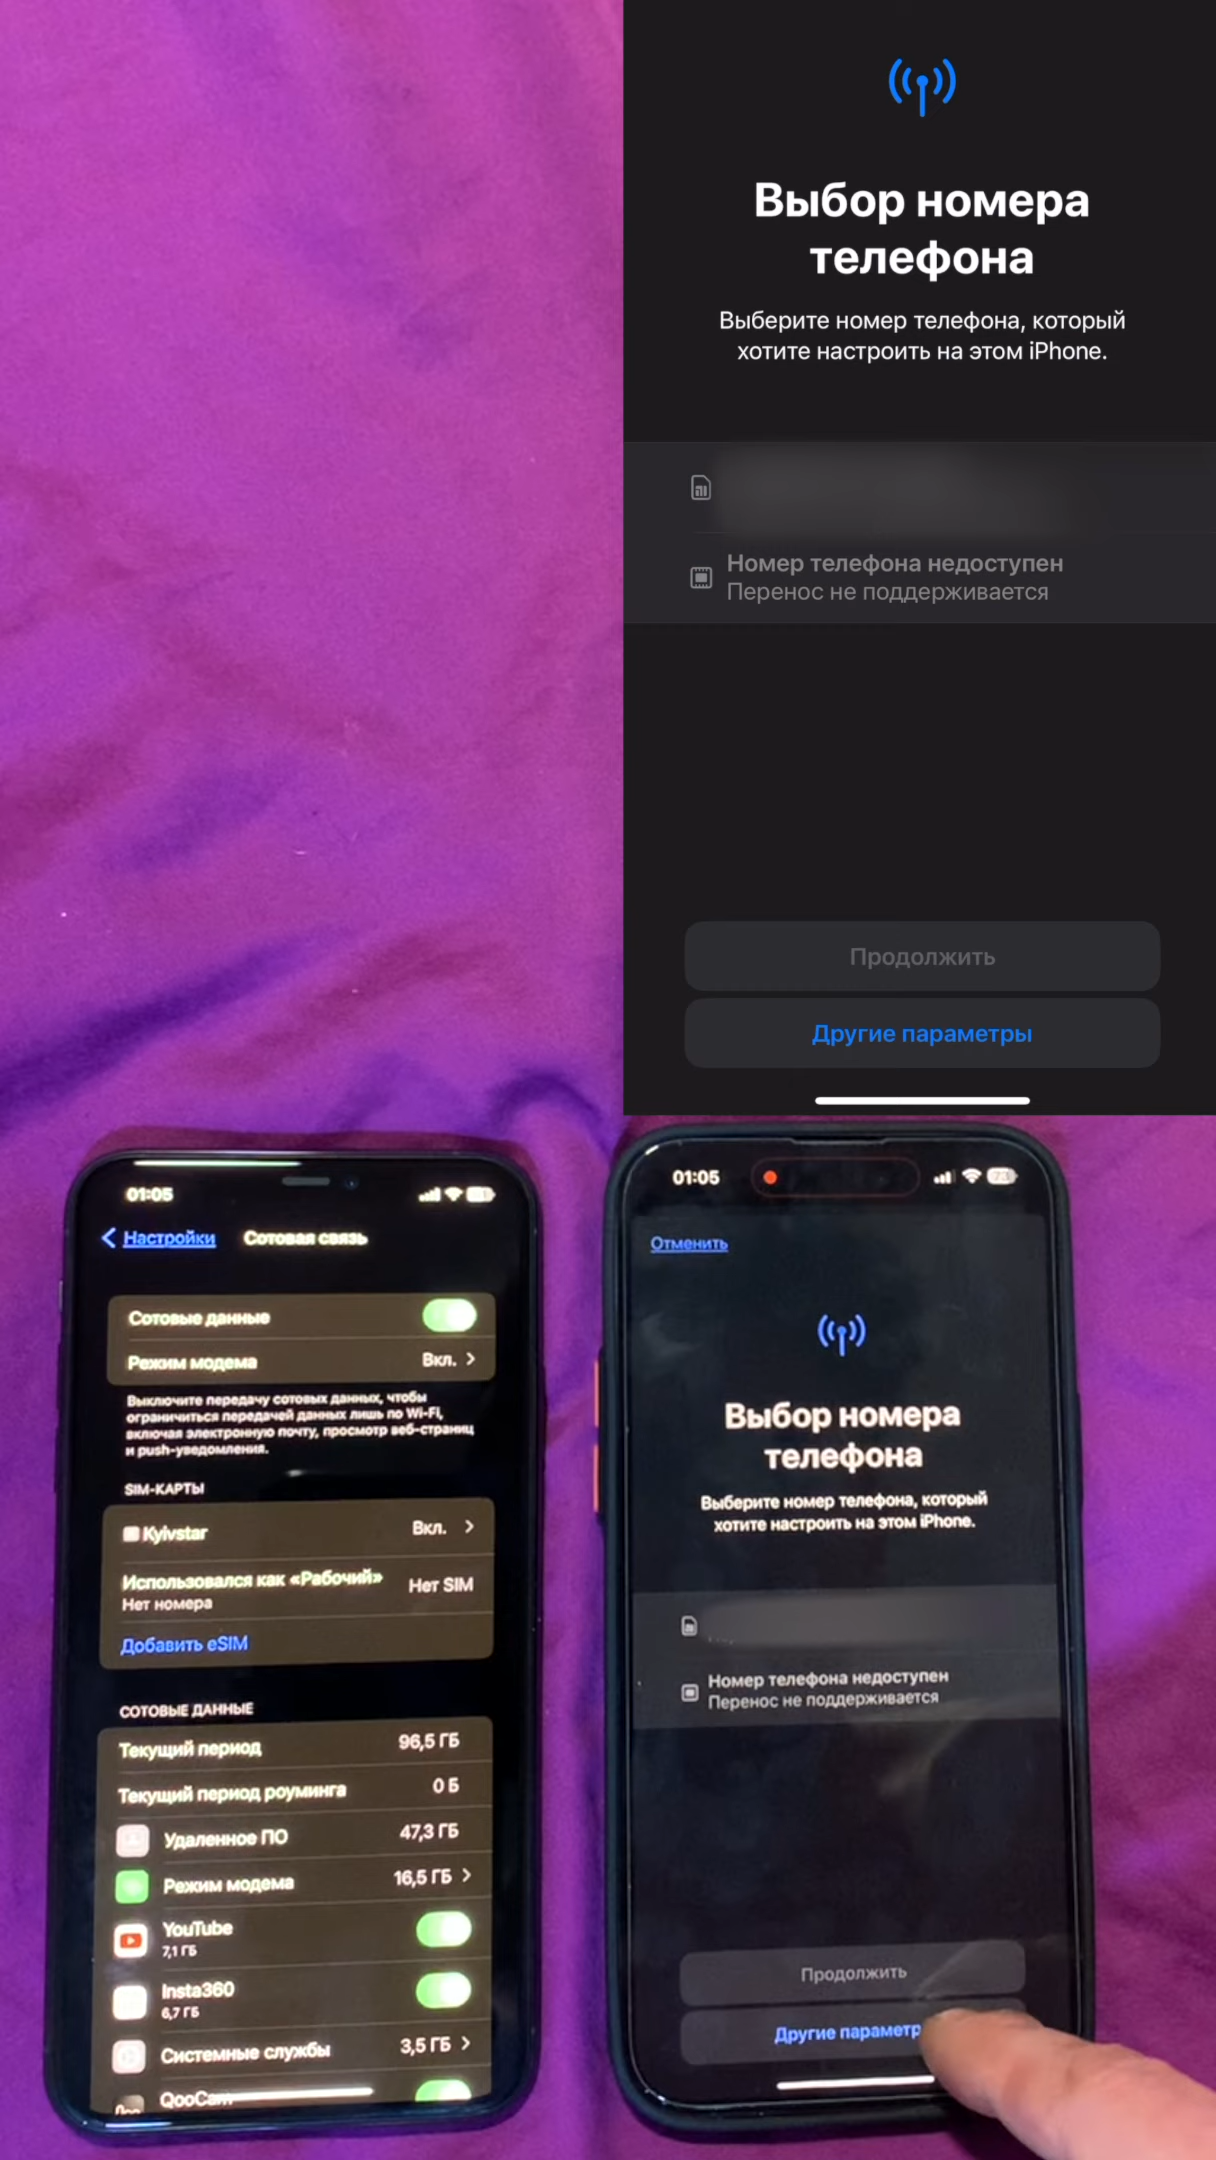 Выбор номера
телефона
Выберите номер телефона, который
хотите настроить на этом iPhone.
Номер телефона недоступен
Перенос не поддерживается
Продолжить
Другие параметры
01:05
Настройки
Сотовая связь
Сотовые данные
Режим модема
Вкл.
Выключите передачу сотовых данных, чтобы
ограничиться передачей данных лишь по Wi-Fi,
включая электронную почту, просмотр веб-страниц
и push-уведомления.
SIM-КАРТЫ
Kyivstar
Вкл.
Использовался как «Рабочий»
Нет номера
Нет SIM
Добавить eSIM
СОТОВЫЕ ДАННЫЕ
Текущий период
96,5 ГБ
Текущий период роуминга
0 Б
Удаленное ПО
47,3 ГБ
Режим модема
16,5 ГБ
YouTube
7,1 ГБ
Insta360
6,7 ГБ
Системные службы
3,5 ГБ
QooCam
01:05
73
Отменить
Выбор номера
телефона
Выберите номер телефона, который
хотите настроить на этом iPhone.
Номер телефона недоступен
Перенос не поддерживается
Продолжить
Другие параметр